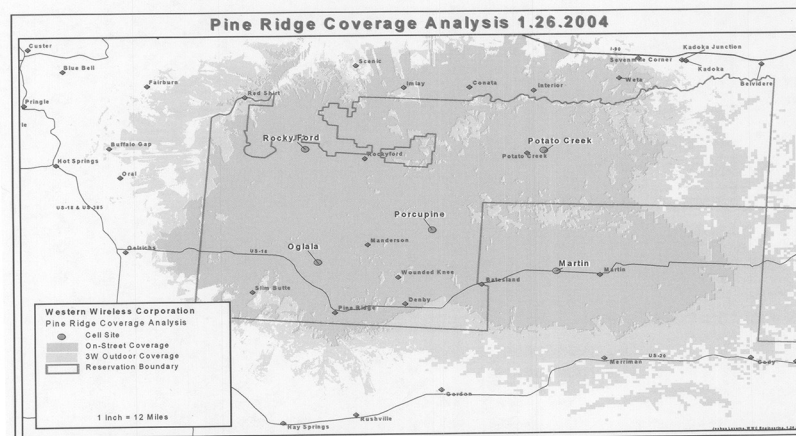 Pine Ridge Coverage Analysis 1.26.2004
Custer
Blue Bell
Fairburn
Scenic
Imlay
Conata
Interior
I-90
Kadoka Junction
Kadoka
Weta
Belvidere
Pringle
Red Shirt
Buffalo Gap
Hot Springs
Oral
Rocky Ford
Rockyford
Potato Creek
Potato Creek
US-18 & US-385
Porcupine
Oelrichs
US-18
Oglala
Manderson
Wounded Knee
Martin
Martin
Batesland
Slim Butte
Pine Ridge
Denby
Western Wireless Corporation
Pine Ridge Coverage Analysis
Cell Site
On-Street Coverage
3W Outdoor Coverage
Reservation Boundary
1 inch = 12 Miles
Merriman
US-20
Cody
Gordon
Rushville
Hay Springs